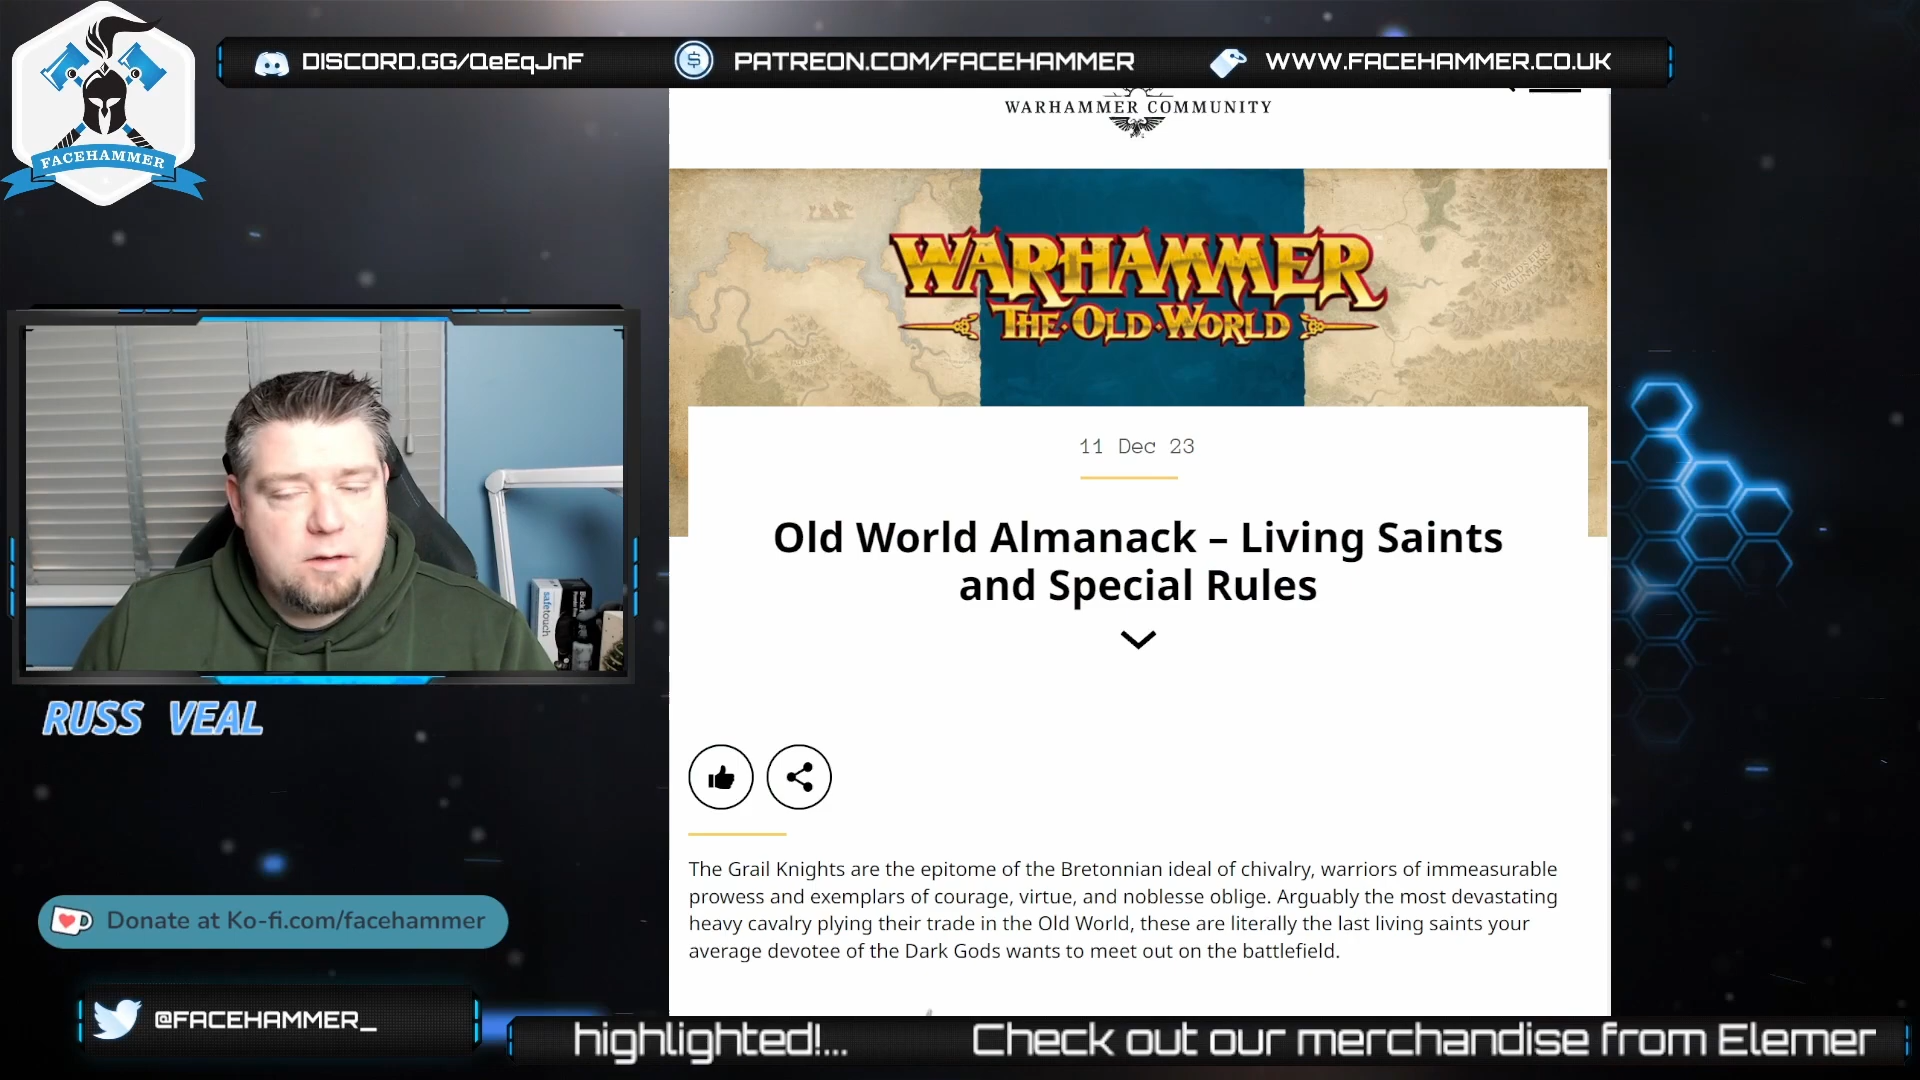 DISCORD.GG/QeEqJnF
PATREON.COM/FACEHAMMER
WWW.FACEHAMMER.CO.UK
FACEHAMMER
WARHAMMER COMMUNITY
WARHAMMER
THE OLD WORLD
11 Dec 23
Old World Almanack – Living Saints
and Special Rules
safetouch
RUSS VEAL
The Grail Knights are the epitome of the Bretonnian ideal of chivalry, warriors of immeasurable
prowess and exemplars of courage, virtue, and noblesse oblige. Arguably the most devastating
heavy cavalry plying their trade in the Old World, these are literally the last living saints your
average devotee of the Dark Gods wants to meet out on the battlefield.
Donate at Ko-fi.com/facehammer
@FACEHAMMER_
highlighted!... Check out our merchandise from Elemer